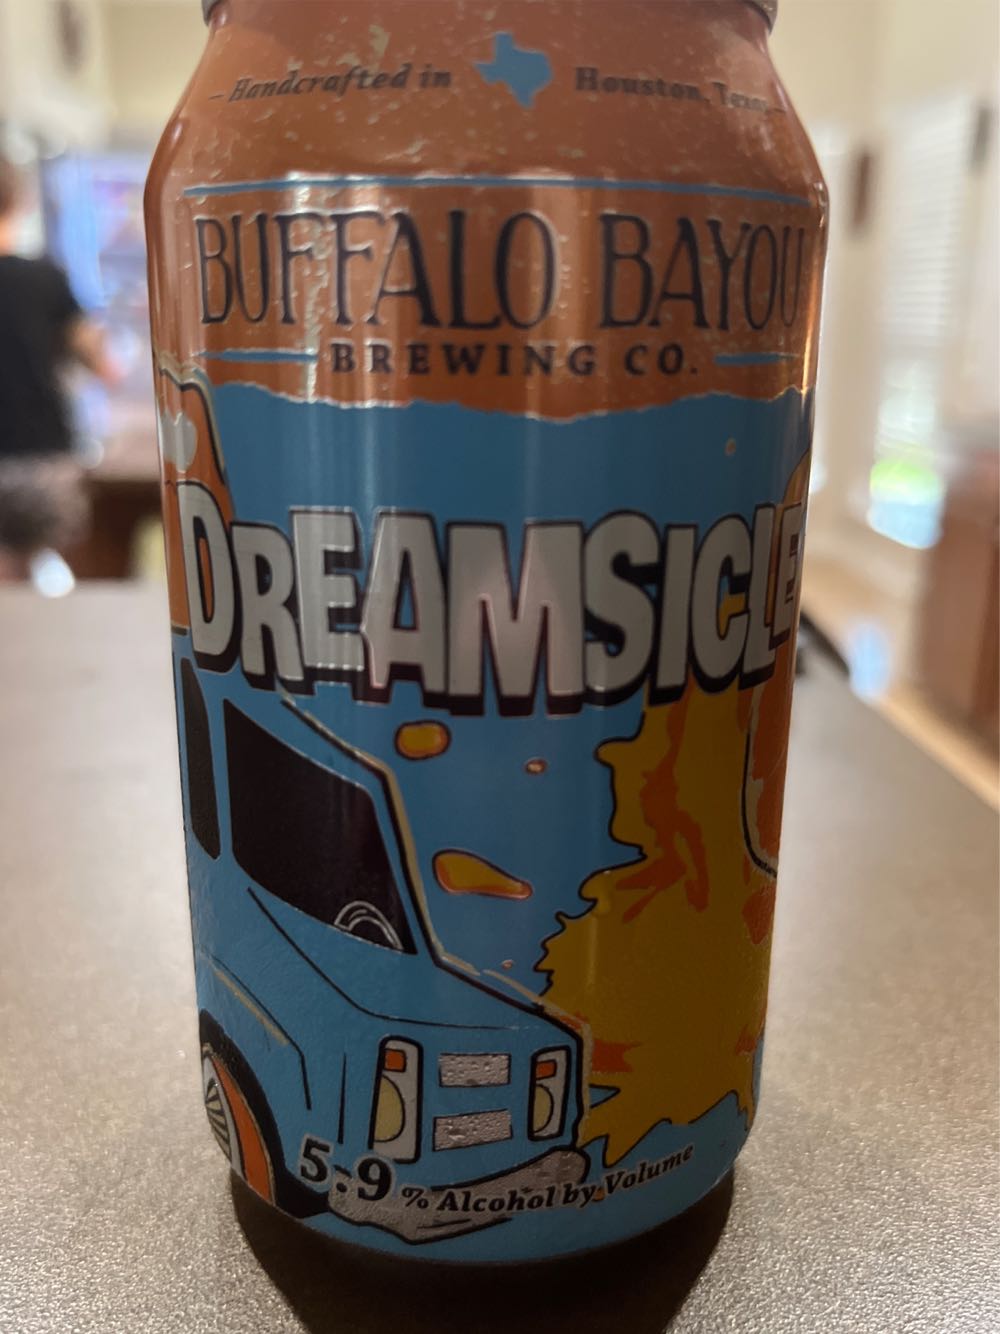 - Handcrafted in Houston, Texas -
BUFFALO BAYOU
BREWING CO.
DREAMSICLE
5.9% Alcohol by Volume